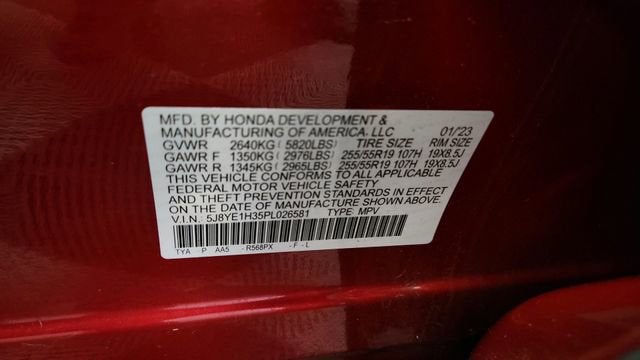 MFD. BY HONDA DEVELOPMENT &
MANUFACTURING OF AMERICA, LLC 01/'23
GVWR 2640KG ( 5820LBS) TIRE SIZE RIM SIZE
GAWR F 1350KG ( 2976LBS) 255/55R19 107H 19X8.5J
GAWR R 1345KG ( 2965LBS) 255/55R19 107H 19X8.5J
THIS VEHICLE CONFORMS TO ALL APPLICABLE
FEDERAL MOTOR VEHICLE SAFETY
AND THEFT PREVENTION STANDARDS IN EFFECT
ON THE DATE OF MANUFACTURE SHOWN ABOVE.
V.I.N.: 5J8YE1H35PL026581 TYPE: MPV
TYA P AA5 - R568PX - F - L